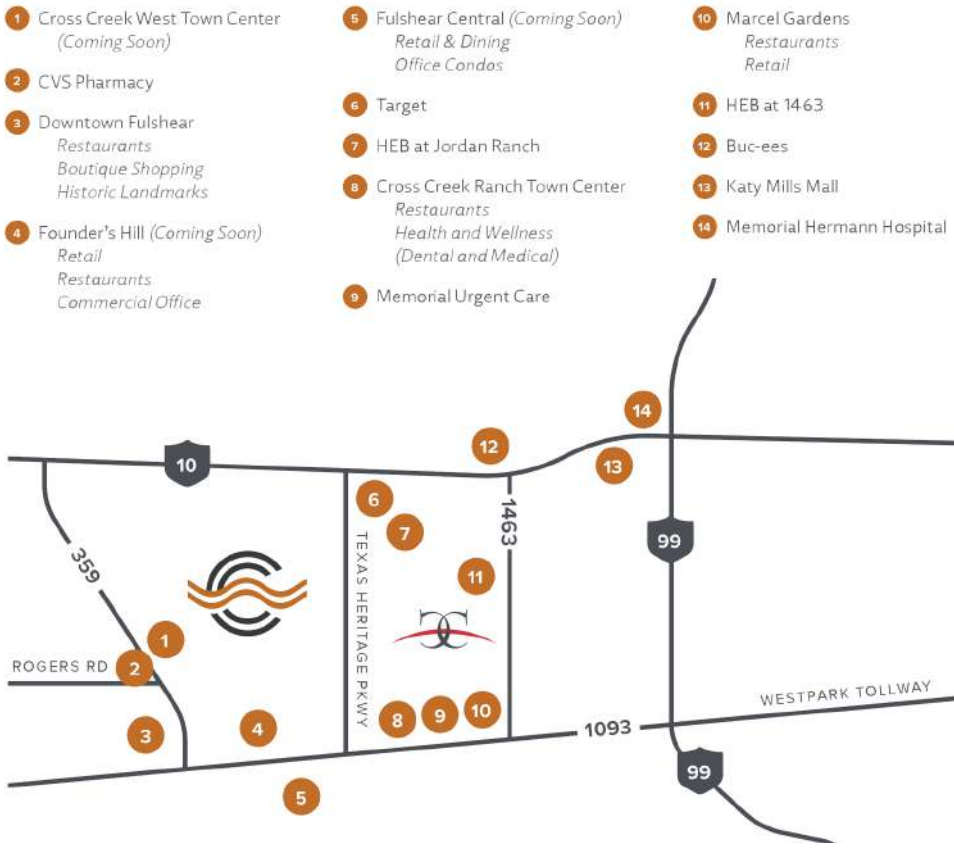 1 Cross Creek West Town Center
(Coming Soon)
2 CVS Pharmacy
3 Downtown Fulshear
Restaurants
Boutique Shopping
Historic Landmarks
4 Founder's Hill (Coming Soon)
Retail
Restaurants
Commercial Office
5 Fulshear Central (Coming Soon)
Retail & Dining
Office Condos
6 Target
7 HEB at Jordan Ranch
8 Cross Creek Ranch Town Center
Restaurants
Health and Wellness
(Dental and Medical)
9 Memorial Urgent Care
10 Marcel Gardens
Restaurants
Retail
11 HEB at 1463
12 Buc-ees
13 Katy Mills Mall
14 Memorial Hermann Hospital
14
12
13
10
6
1463
7
99
TEXAS HERITAGE PKWY
359
11
1
ROGERS RD
2
WESTPARK TOLLWAY
8
9
10
3
4
1093
99
5